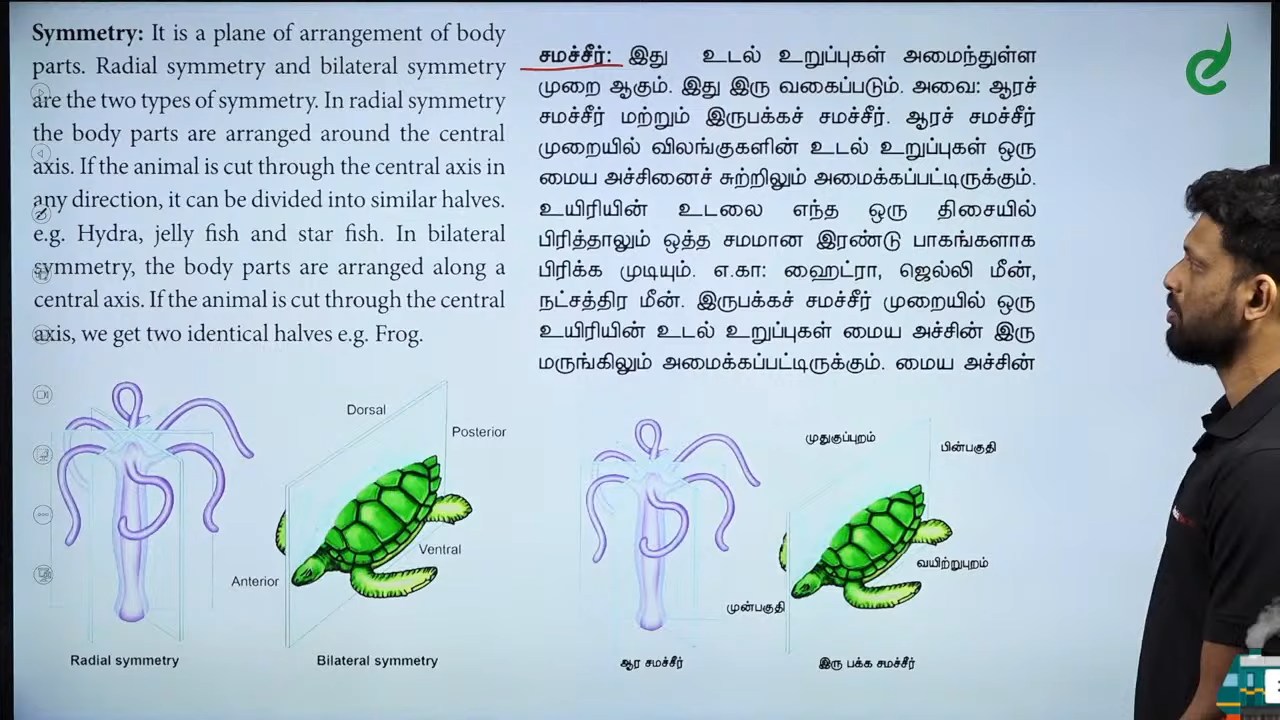 Symmetry: It is a plane of arrangement of body
parts. Radial symmetry and bilateral symmetry
are the two types of symmetry. In radial symmetry
the body parts are arranged around the central
axis. If the animal is cut through the central axis in
any direction, it can be divided into similar halves.
e.g. Hydra, jelly fish and star fish. In bilateral
symmetry, the body parts are arranged along a
central axis. If the animal is cut through the central
axis, we get two identical halves e.g. Frog.
Dorsal
Posterior
Ventral
Anterior
Radial symmetry
Bilateral symmetry
சமச்சீர்: இது உடல் உறுப்புகள் அமைந்துள்ள
முறை ஆகும். இது இரு வகைப்படும். அவை: ஆரச்
சமச்சீர் மற்றும் இருபக்கச் சமச்சீர். ஆரச் சமச்சீர்
முறையில் விலங்குகளின் உடல் உறுப்புகள் ஒரு
மைய அச்சினைச் சுற்றிலும் அமைக்கப்பட்டிருக்கும்.
உயிரியின் உடலை எந்த ஒரு திசையில்
பிரித்தாலும் ஒத்த சமமான இரண்டு பாகங்களாக
பிரிக்க முடியும். எ.கா: ஹைட்ரா, ஜெல்லி மீன்,
நட்சத்திர மீன். இருபக்கச் சமச்சீர் முறையில் ஒரு
உயிரியின் உடல் உறுப்புகள் மைய அச்சின் இரு
மருங்கிலும் அமைக்கப்பட்டிருக்கும். மைய அச்சின்
முதுகுப்புறம்
பின்பகுதி
வயிற்றுபுறம்
முன்பகுதி
ஆர சமச்சீர்
இரு பக்க சமச்சீர்